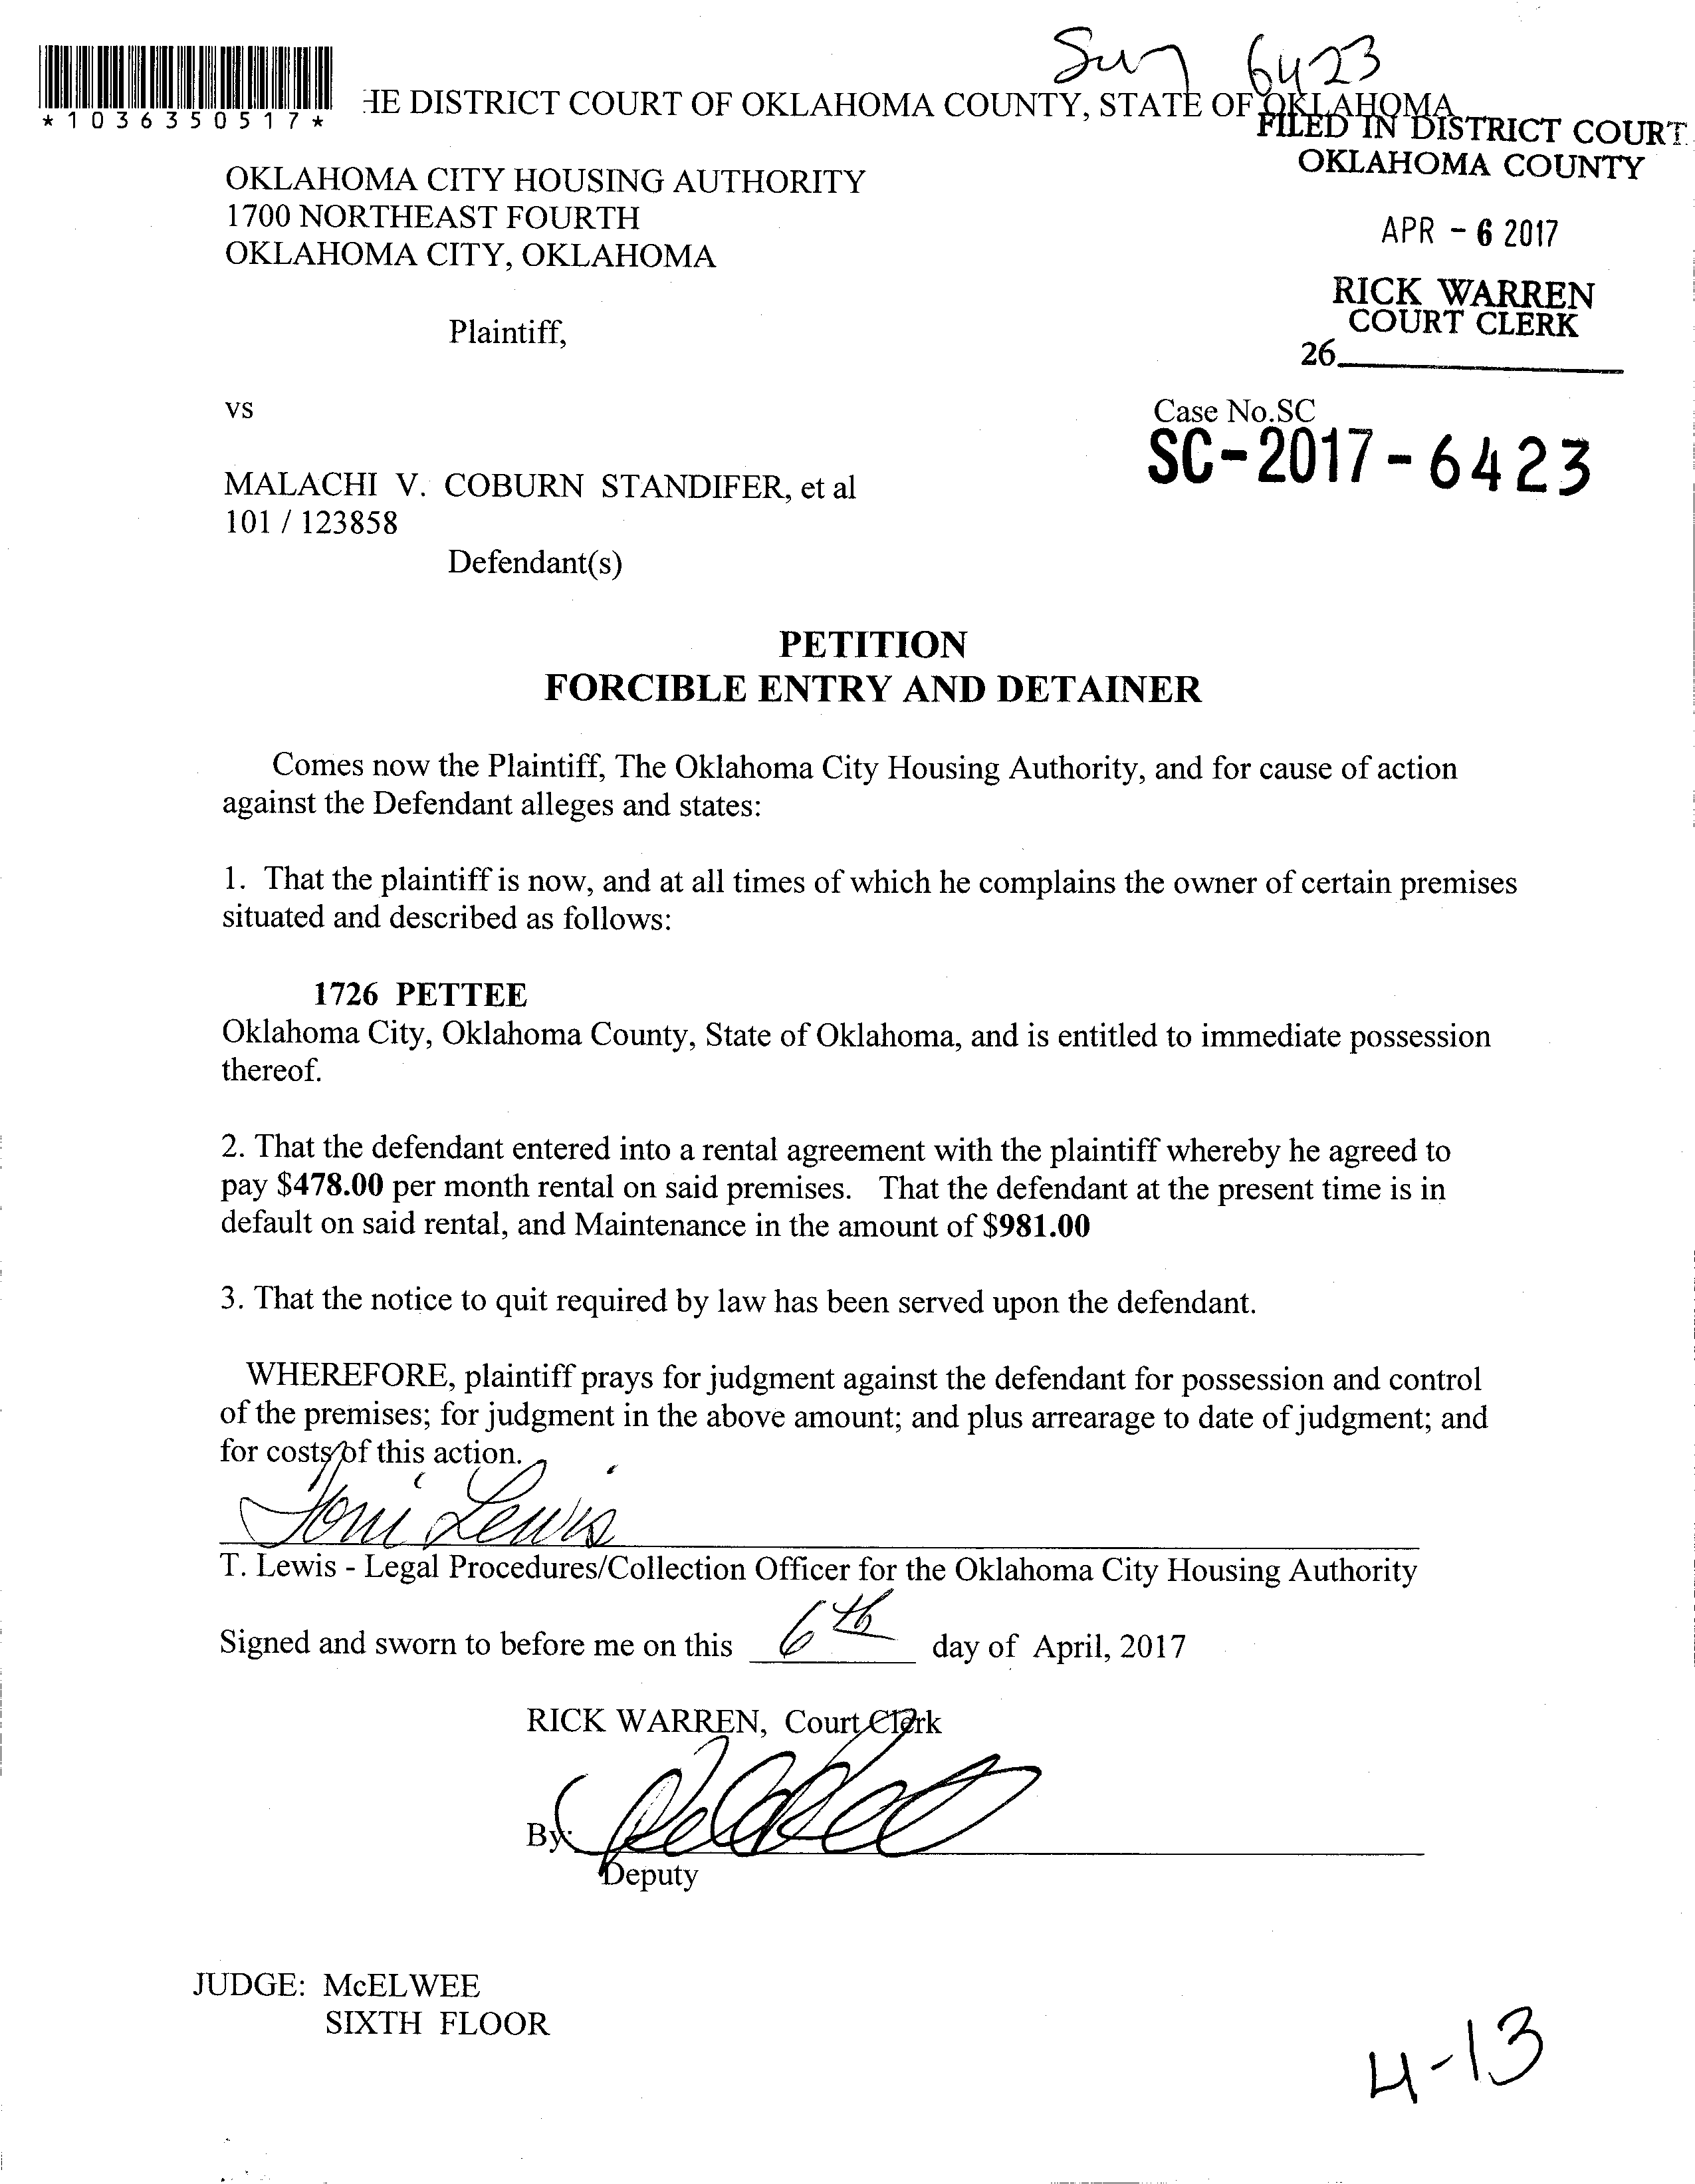 Sum 6423
*1036350517*
HE DISTRICT COURT OF OKLAHOMA COUNTY, STATE OF OKLAHOMA
FILED IN DISTRICT COURT
OKLAHOMA COUNTY
OKLAHOMA CITY HOUSING AUTHORITY
1700 NORTHEAST FOURTH
OKLAHOMA CITY, OKLAHOMA
APR - 6 2017
RICK WARREN
COURT CLERK
26
Plaintiff,
vs
Case No.SC
SC-2017-6423
MALACHI V. COBURN STANDIFER, et al
101 / 123858
Defendant(s)
PETITION
FORCIBLE ENTRY AND DETAINER
Comes now the Plaintiff, The Oklahoma City Housing Authority, and for cause of action
against the Defendant alleges and states:
1. That the plaintiff is now, and at all times of which he complains the owner of certain premises
situated and described as follows:
1726 PETTEE
Oklahoma City, Oklahoma County, State of Oklahoma, and is entitled to immediate possession
thereof.
2. That the defendant entered into a rental agreement with the plaintiff whereby he agreed to
pay $478.00 per month rental on said premises. That the defendant at the present time is in
default on said rental, and Maintenance in the amount of $981.00
3. That the notice to quit required by law has been served upon the defendant.
WHEREFORE, plaintiff prays for judgment against the defendant for possession and control
of the premises; for judgment in the above amount; and plus arrearage to date of judgment; and
for costs of this action.
Toni Lewis
T. Lewis - Legal Procedures/Collection Officer for the Oklahoma City Housing Authority
Signed and sworn to before me on this 6th day of April, 2017
RICK WARREN, Court Clerk
By:
Deputy
JUDGE: McELWEE
SIXTH FLOOR
4-13